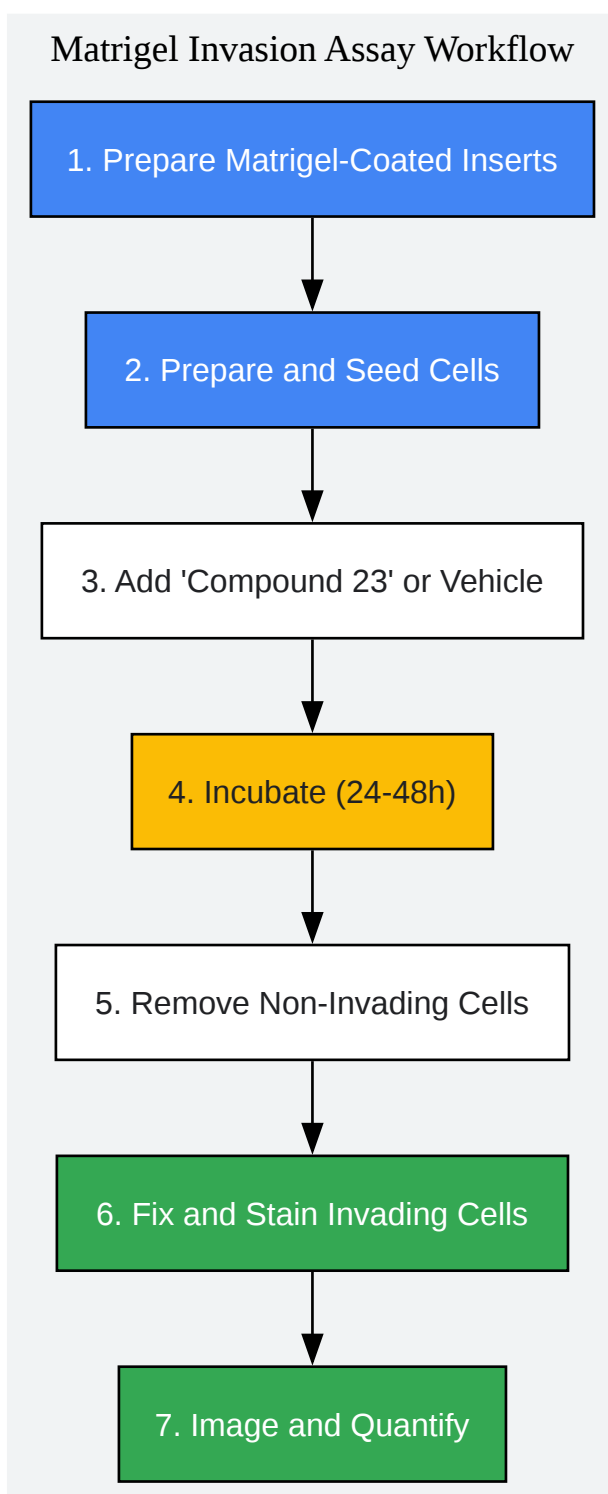 Matrigel Invasion Assay Workflow
1. Prepare Matrigel-Coated Inserts
2. Prepare and Seed Cells
3. Add 'Compound 23' or Vehicle
4. Incubate (24-48h)
5. Remove Non-Invading Cells
6. Fix and Stain Invading Cells
7. Image and Quantify